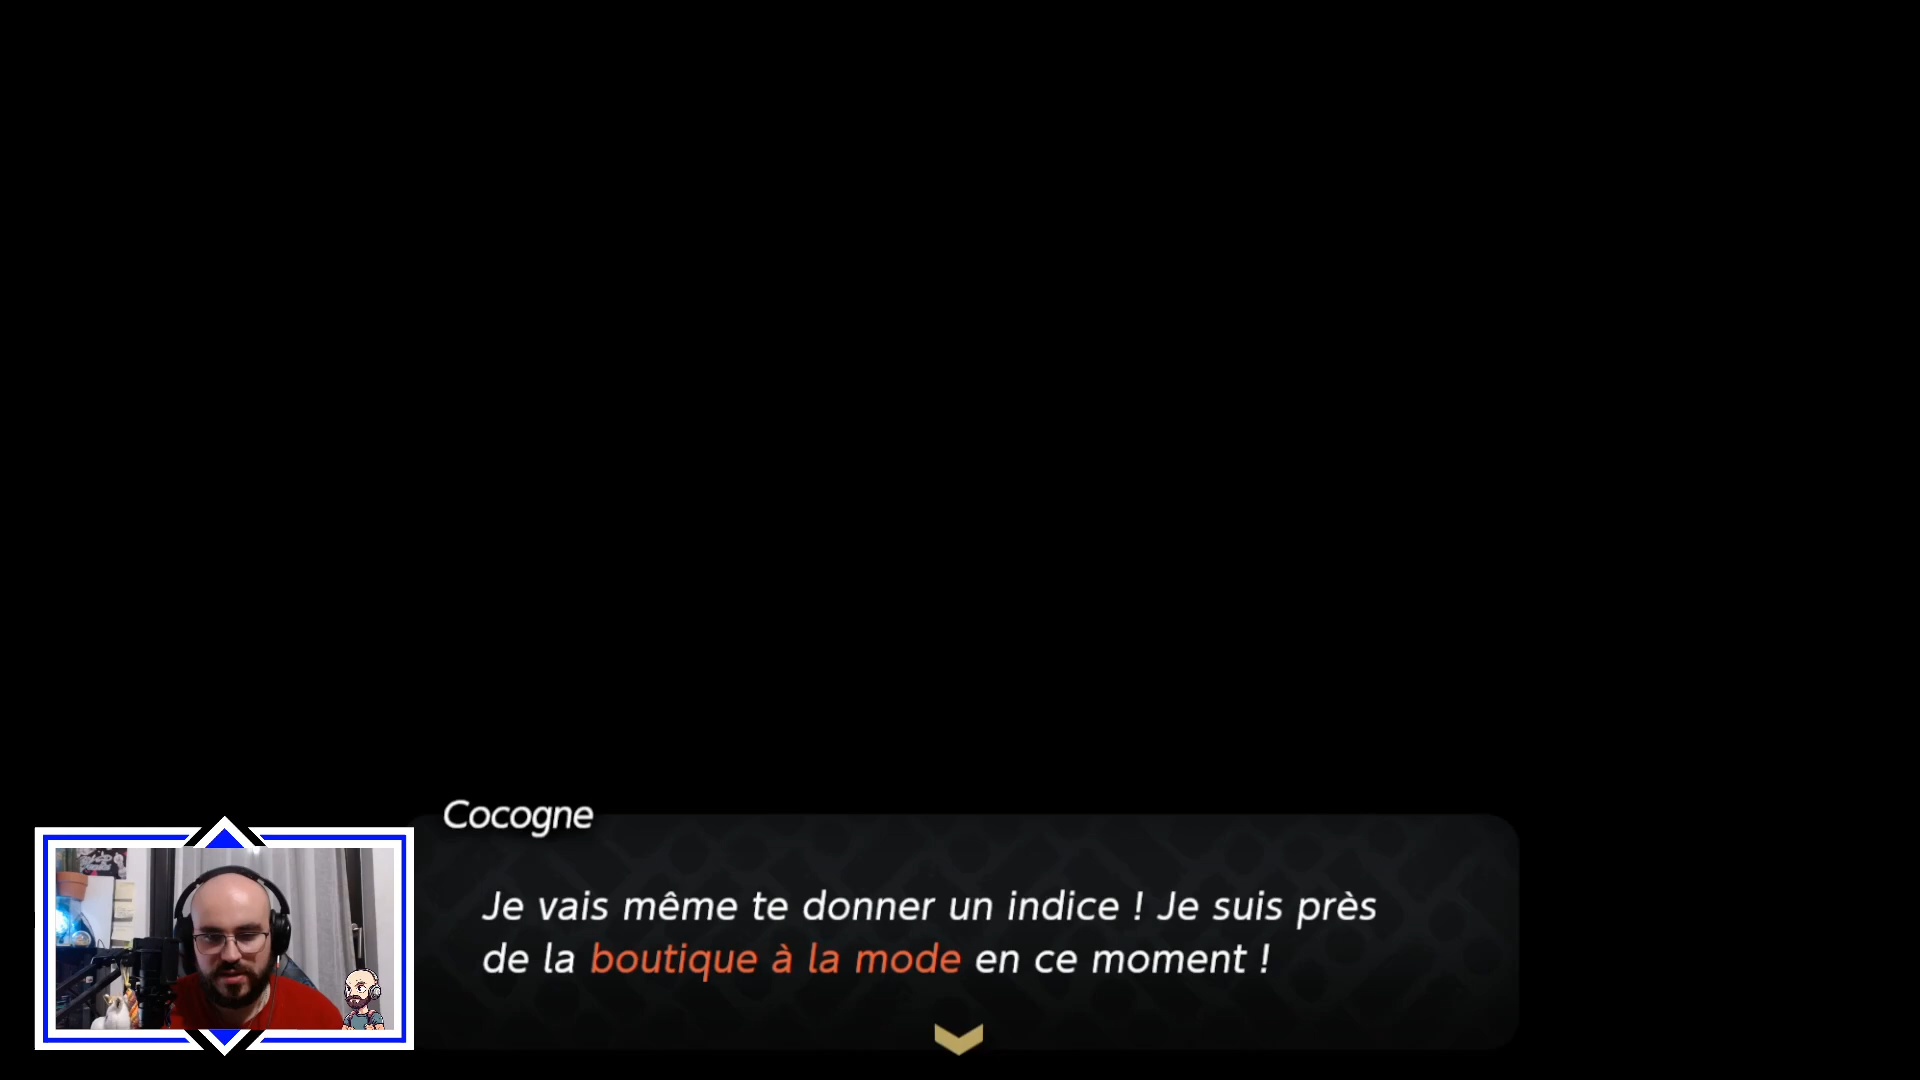 Cocogne
Je vais même te donner un indice ! Je suis près
de la boutique à la mode en ce moment !